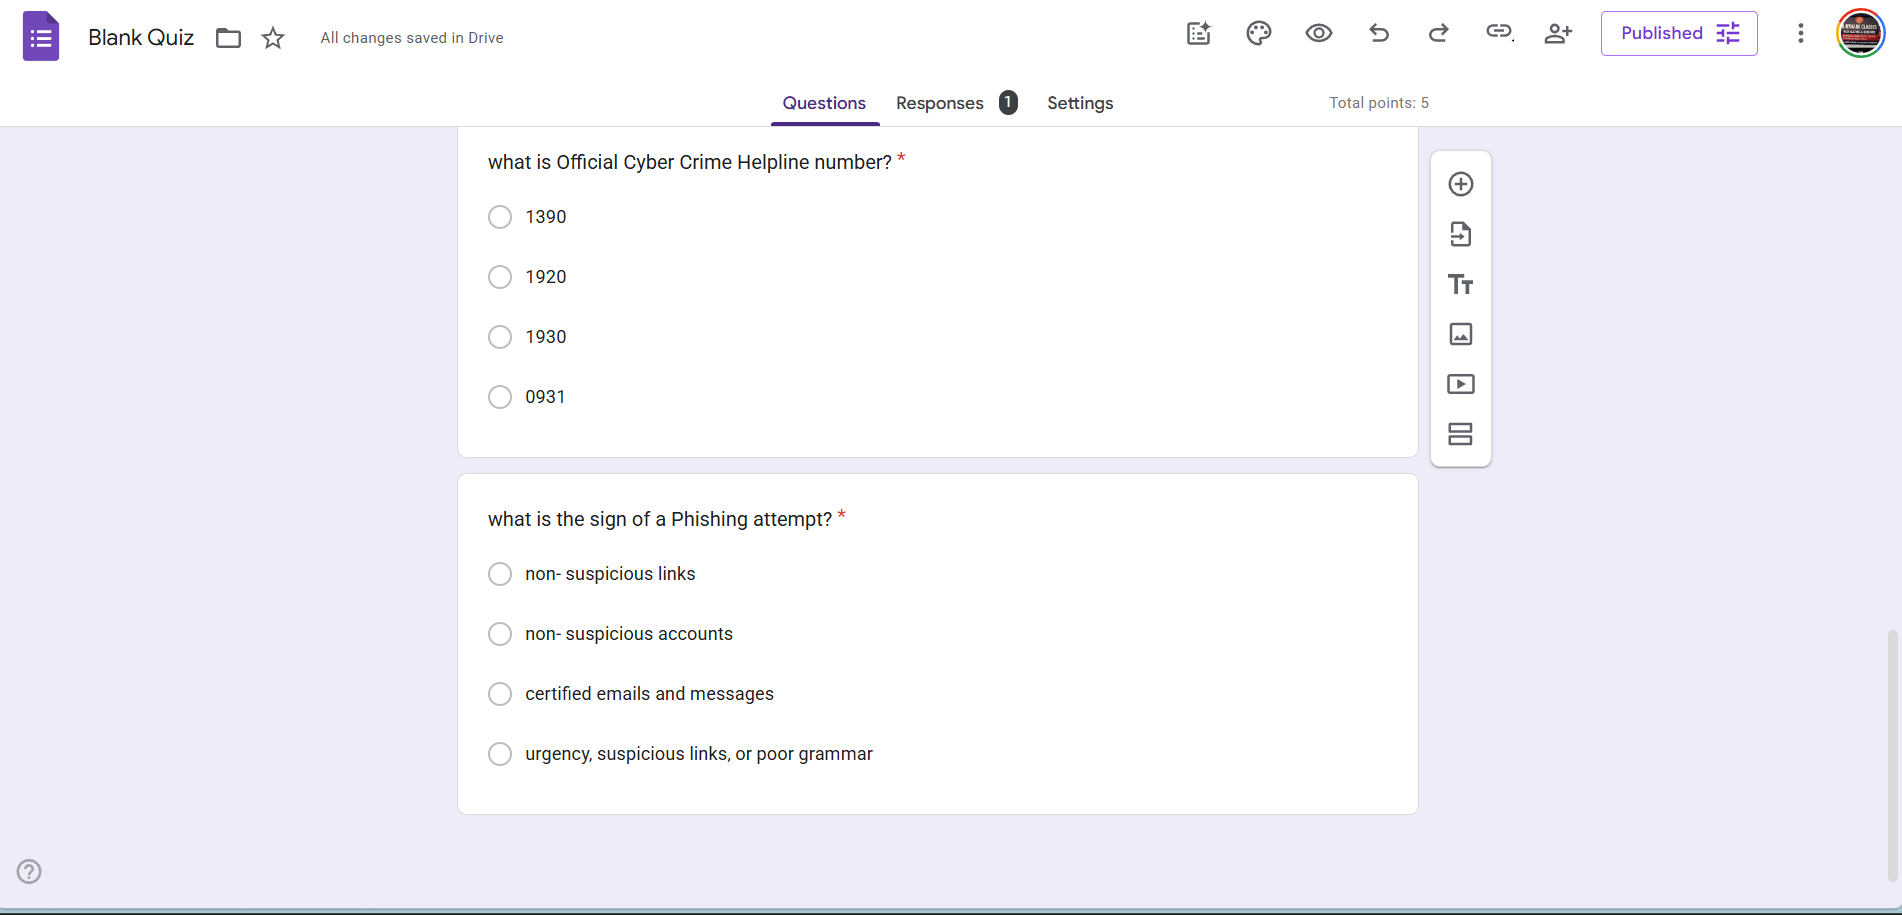 Blank Quiz
All changes saved in Drive
Published
Questions
Responses 1
Settings
Total points: 5
what is Official Cyber Crime Helpline number? *
1390
1920
1930
0931
what is the sign of a Phishing attempt? *
non- suspicious links
non- suspicious accounts
certified emails and messages
urgency, suspicious links, or poor grammar